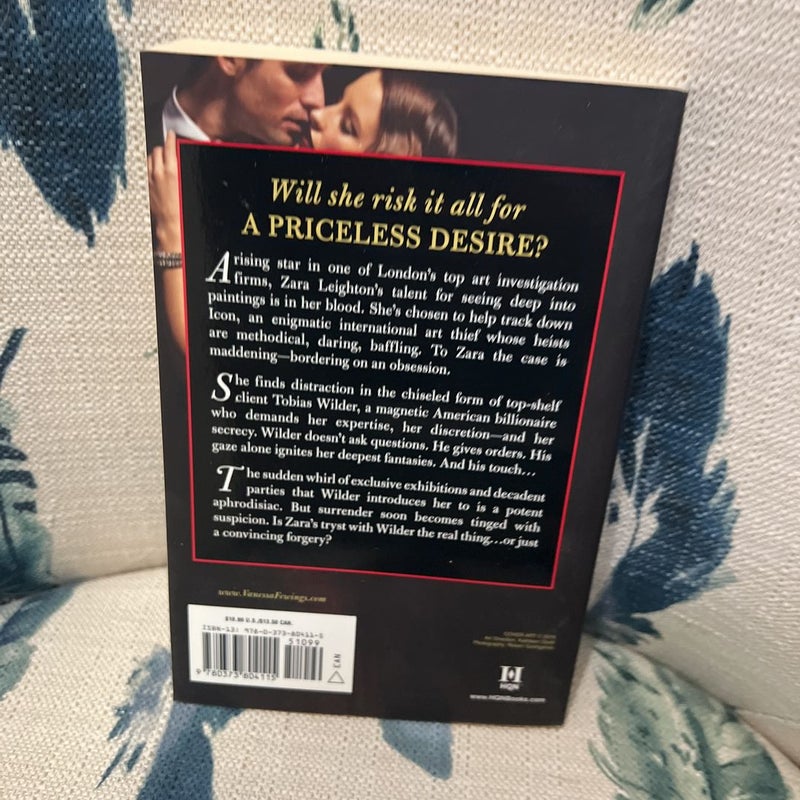 Will she risk it all for
A PRICELESS DESIRE?
A rising star in one of London's top art investigation
firms, Zara Leighton's talent for seeing deep into
paintings is in her blood. She's chosen to help track down
Icon, an enigmatic international art thief whose heists
are methodical, daring, baffling. To Zara the case is
maddening—bordering on an obsession.
She finds distraction in the chiseled form of top-shelf
client Tobias Wilder, a magnetic American billionaire
who demands her expertise, her discretion—and her
secrecy. Wilder doesn't ask questions. He gives orders. His
gaze alone ignites her deepest fantasies. And his touch...
The sudden whirl of exclusive exhibitions and decadent
parties that Wilder introduces her to is a potent
aphrodisiac. But surrender soon becomes tinged with
suspicion. Is Zara's tryst with Wilder the real thing...or just
a convincing forgery?
www.VanessaFewings.com
$10.99 U.S./$13.50 CAN.
ISBN-13: 978-0-373-80411-5
51099
EAN
9 780373 804115
HQN
www.HQNBooks.com